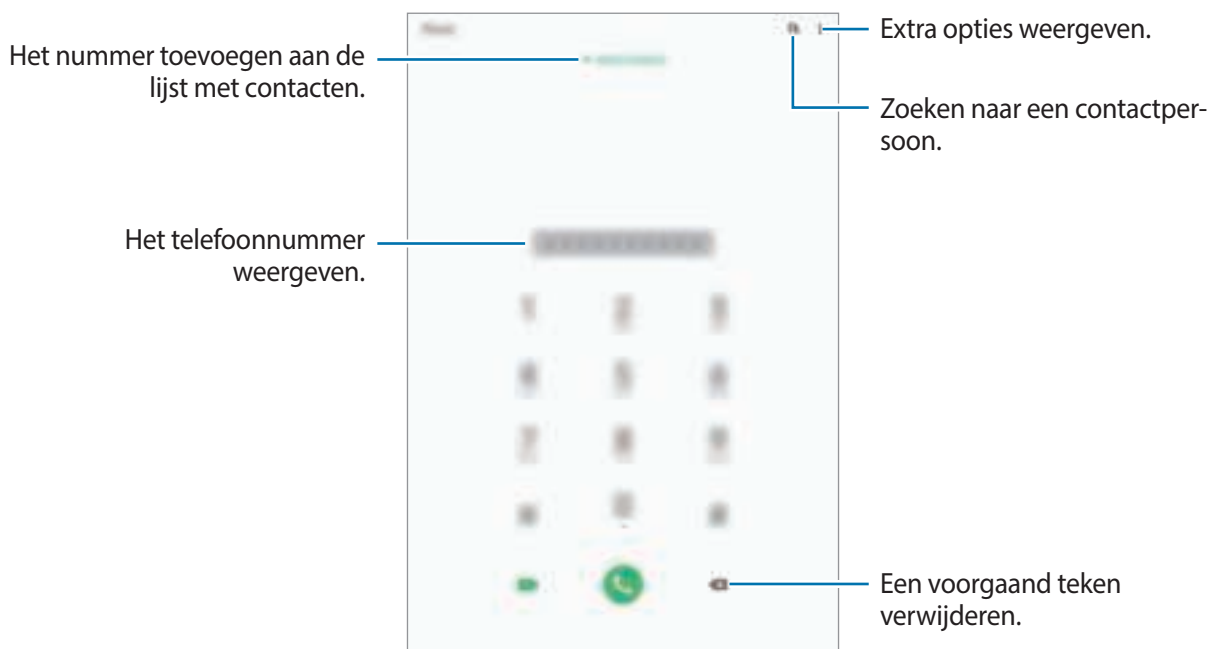 Het nummer toevoegen aan de
lijst met contacten.
Extra opties weergeven.
Zoeken naar een contactper-
soon.
Het telefoonnummer
weergeven.
Een voorgaand teken
verwijderen.